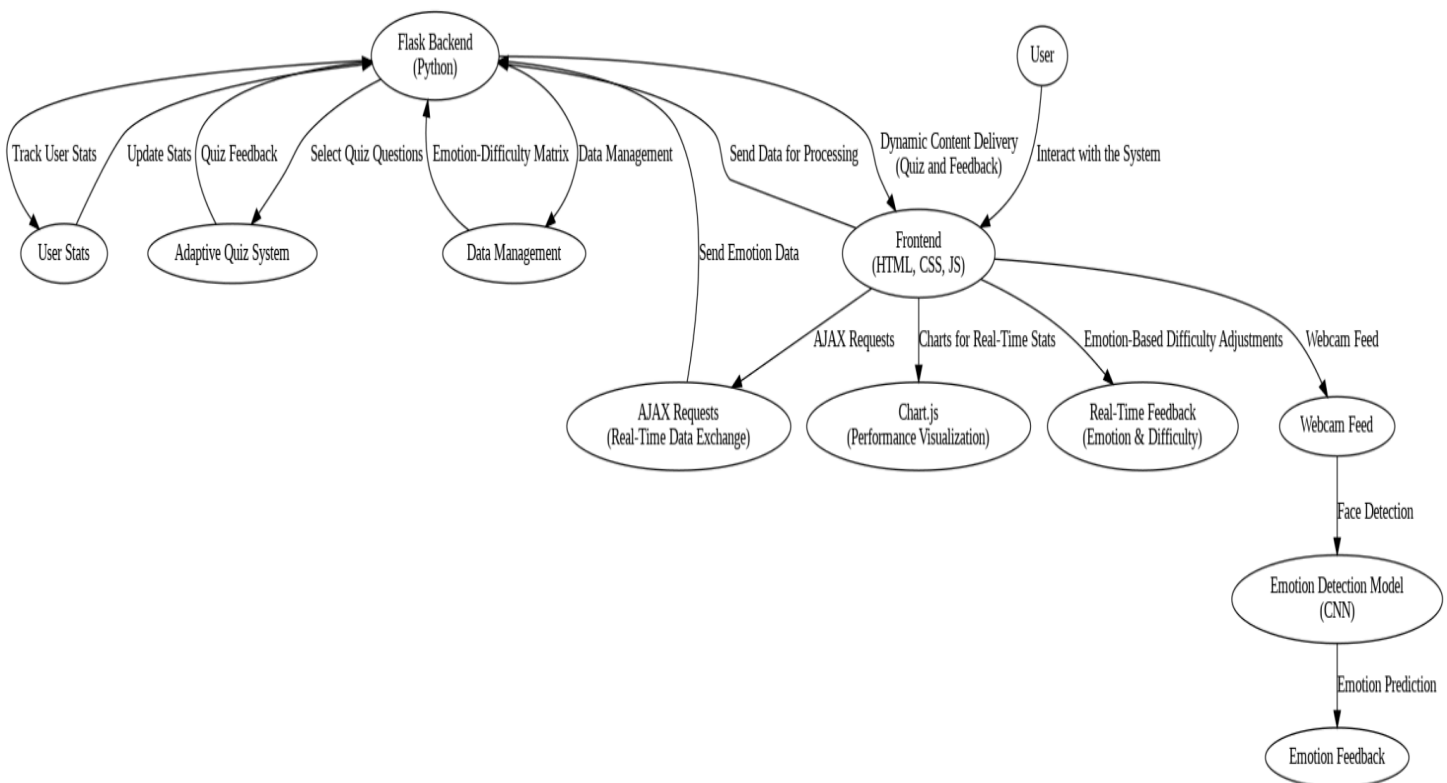 Flask Backend
(Python)
User
Track User Stats
Update Stats
Quiz Feedback
Select Quiz Questions
Emotion-Difficulty Matrix
Data Management
Send Data for Processing
Dynamic Content Delivery
(Quiz and Feedback)
Interact with the System
User Stats
Adaptive Quiz System
Data Management
Send Emotion Data
Frontend
(HTML, CSS, JS)
AJAX Requests
Charts for Real-Time Stats
Emotion-Based Difficulty Adjustments
Webcam Feed
AJAX Requests
(Real-Time Data Exchange)
Chart.js
(Performance Visualization)
Real-Time Feedback
(Emotion & Difficulty)
Webcam Feed
Face Detection
Emotion Detection Model
(CNN)
Emotion Prediction
Emotion Feedback